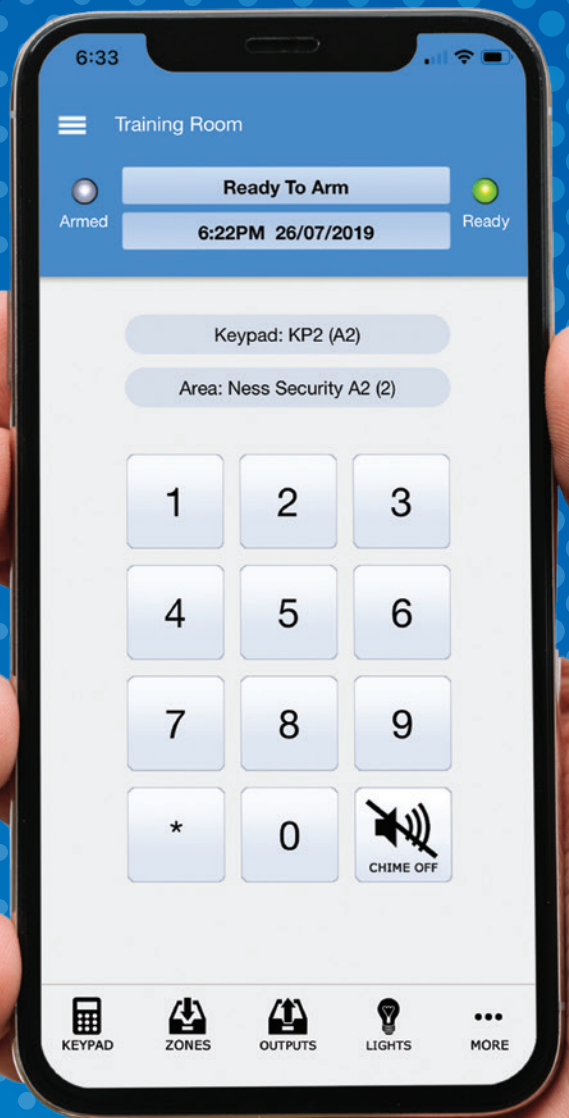 6:33
Training Room
Ready To Arm
Armed
Ready
6:22PM 26/07/2019
Keypad: KP2 (A2)
Area: Ness Security A2 (2)
1 2 3
4 5 6
7 8 9
* 0
CHIME OFF
KEYPAD ZONES OUTPUTS LIGHTS MORE